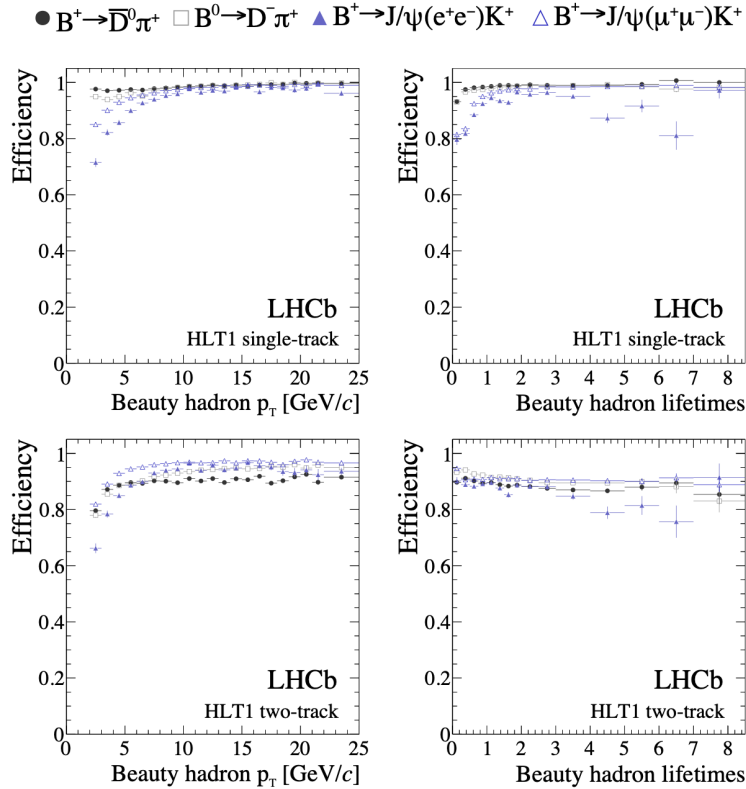 B⁺→D̅⁰π⁺ B⁰→D⁻π⁺ B⁺→J/ψ(e⁺e⁻)K⁺ B⁺→J/ψ(μ⁺μ⁻)K⁺
Efficiency
1
0.8
0.6
0.4
0.2
0
LHCb
HLT1 single-track
0 5 10 15 20 25
Beauty hadron p_T [GeV/c]
Efficiency
1
0.8
0.6
0.4
0.2
0
LHCb
HLT1 single-track
0 1 2 3 4 5 6 7 8
Beauty hadron lifetimes
Efficiency
1
0.8
0.6
0.4
0.2
0
LHCb
HLT1 two-track
0 5 10 15 20 25
Beauty hadron p_T [GeV/c]
Efficiency
1
0.8
0.6
0.4
0.2
0
LHCb
HLT1 two-track
0 1 2 3 4 5 6 7 8
Beauty hadron lifetimes